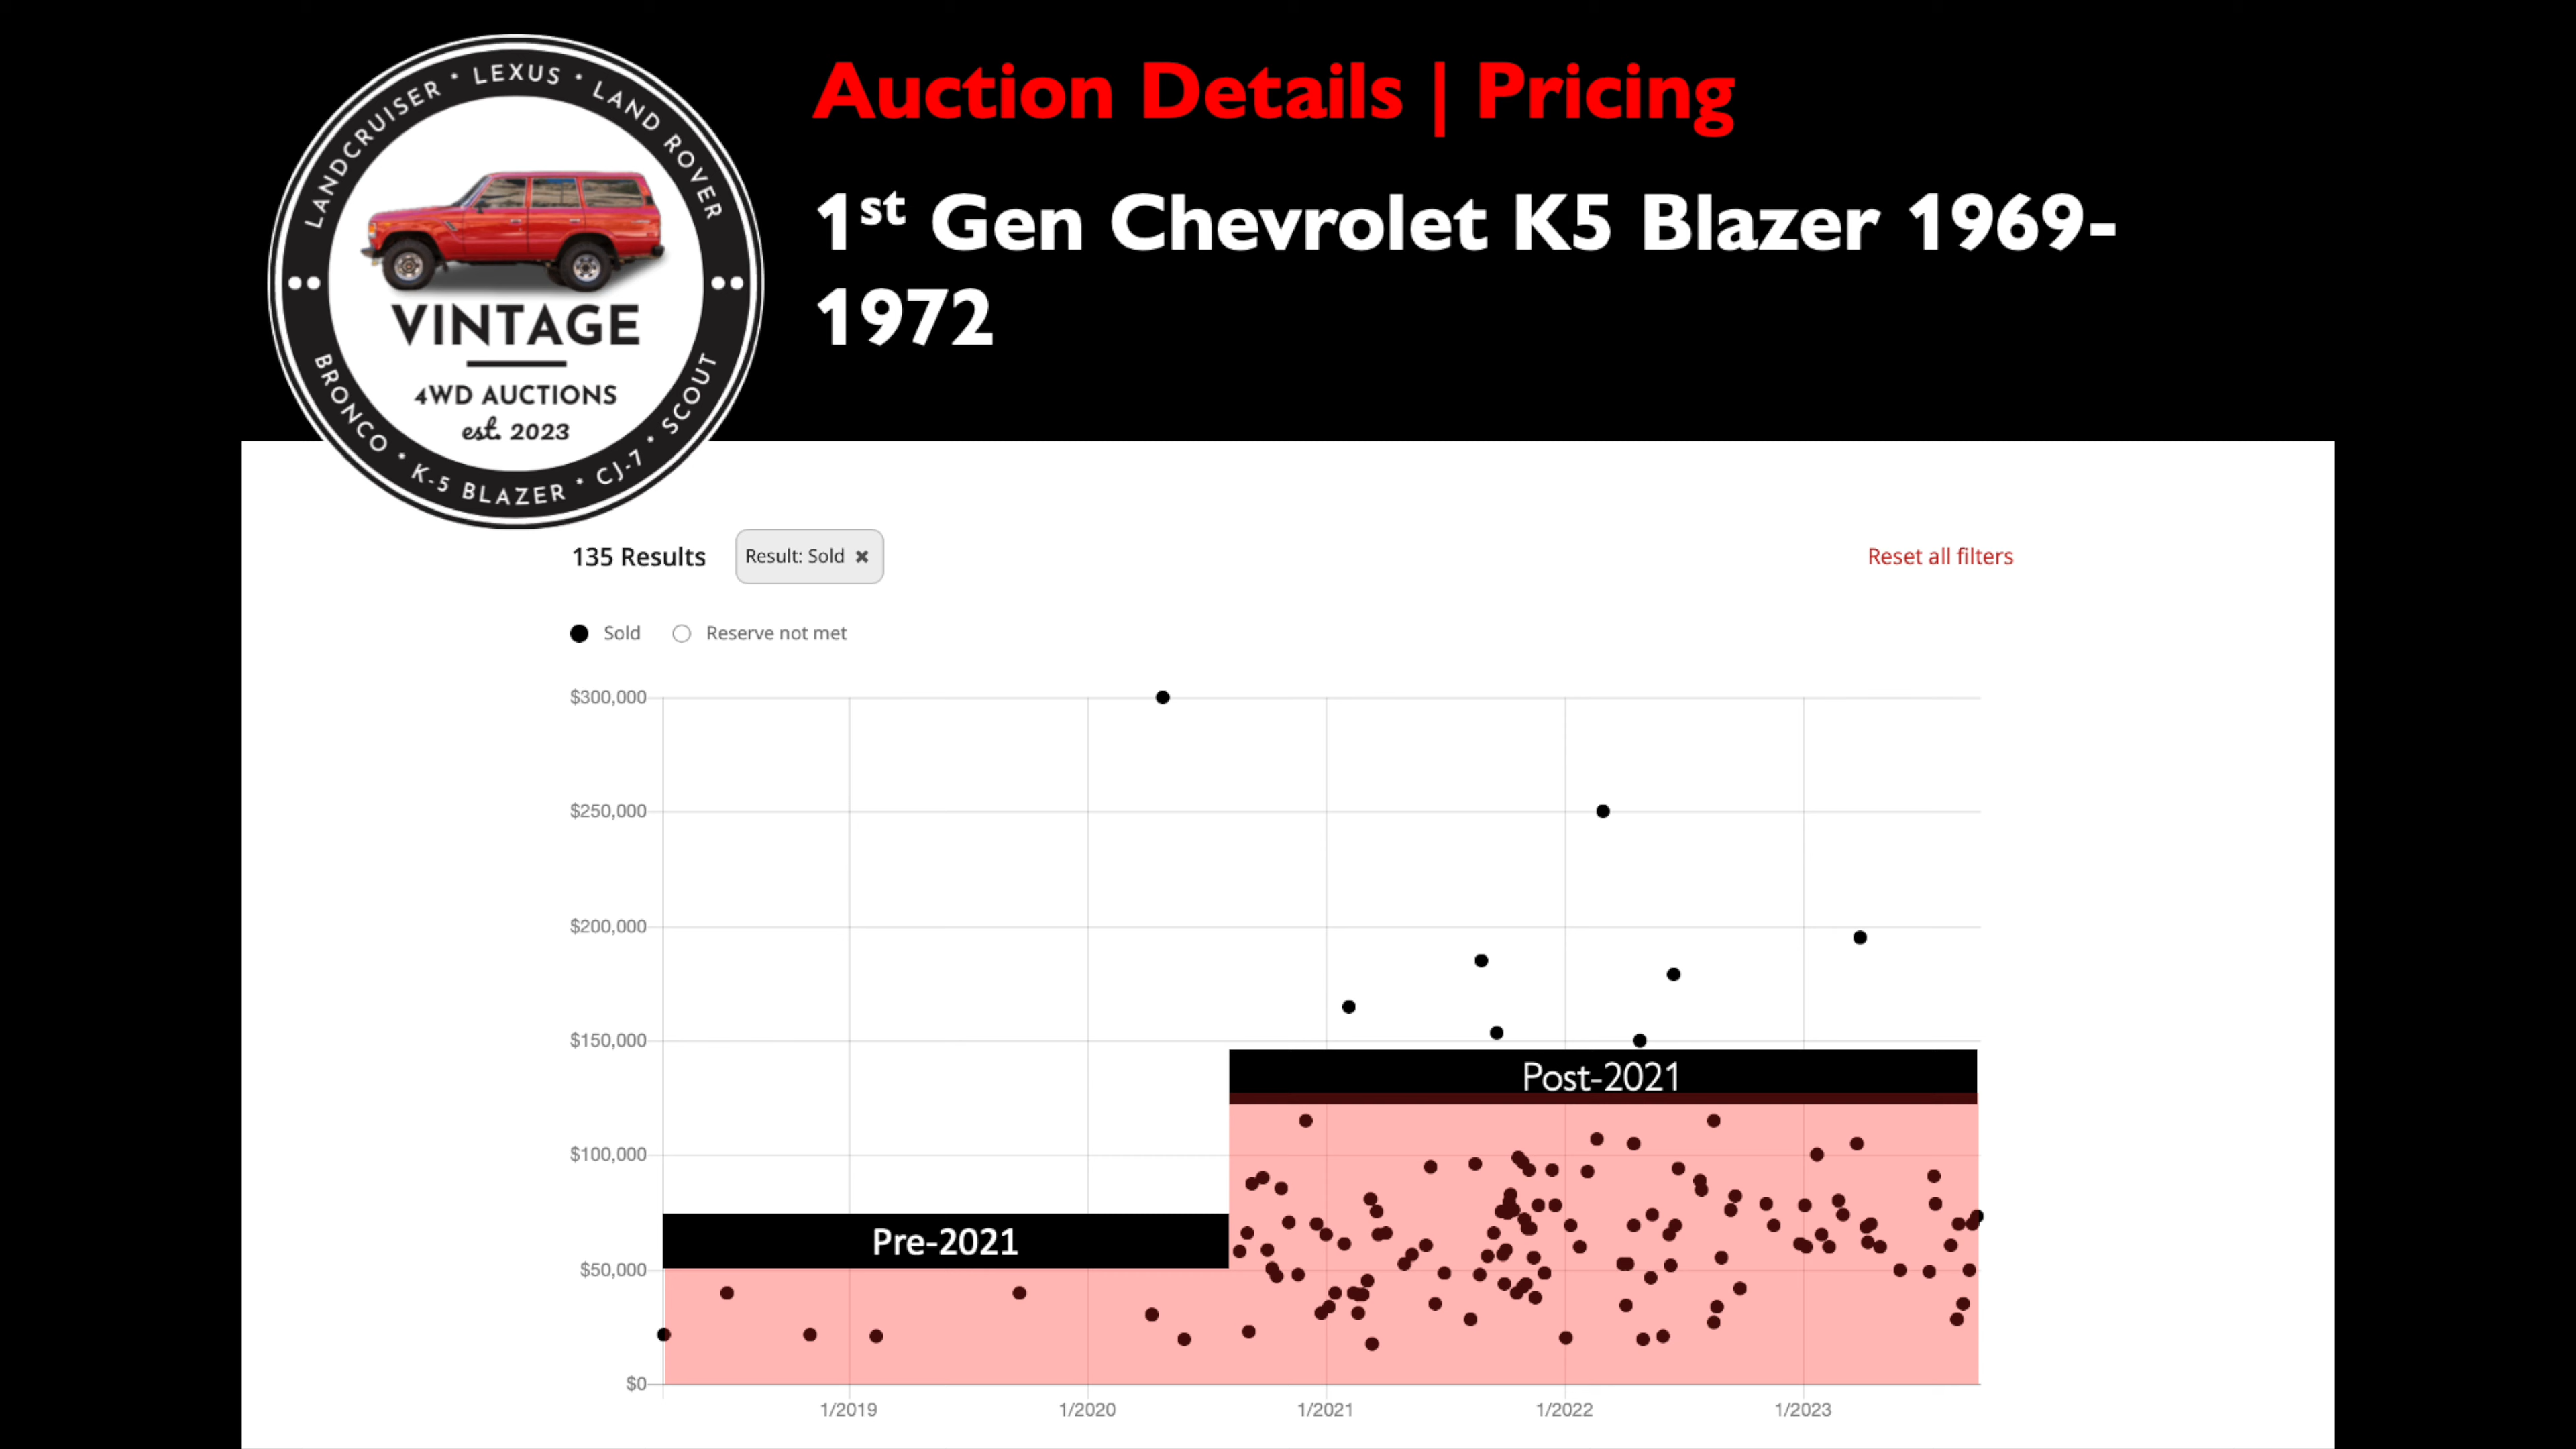 LANDCRUISER • LEXUS • LAND ROVER
VINTAGE
4WD AUCTIONS
est. 2023
BRONCO • K-5 BLAZER • CJ-7 • SCOUT
Auction Details | Pricing
1st Gen Chevrolet K5 Blazer 1969-
1972
135 Results
Result: Sold ✖
Reset all filters
Sold
Reserve not met
$300,000
$250,000
$200,000
$150,000
Post-2021
$100,000
Pre-2021
$50,000
$0
1/2019
1/2020
1/2021
1/2022
1/2023